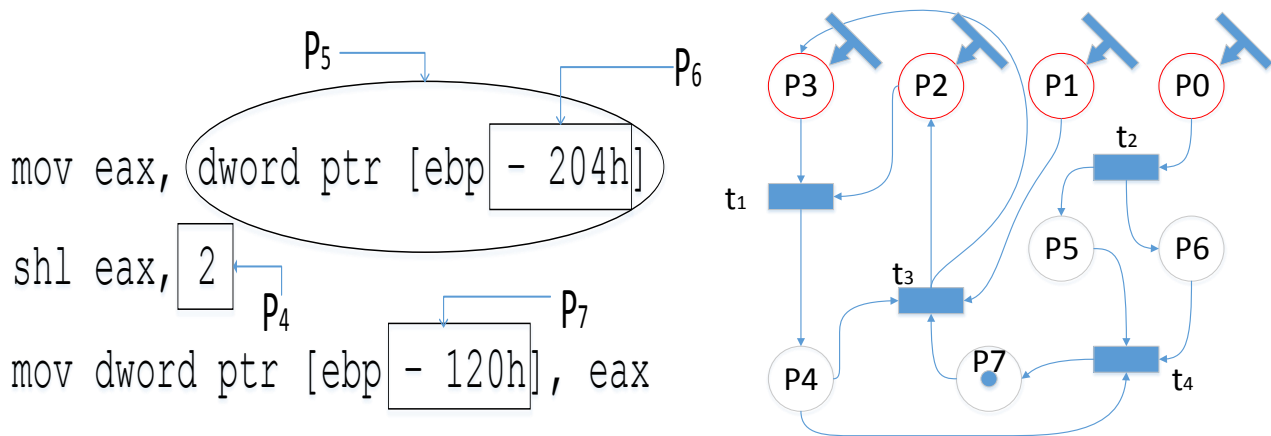 P5
P6
mov eax, dword ptr [ebp - 204h]
shl eax, 2
P4
P7
mov dword ptr [ebp - 120h], eax
P3
P2
P1
P0
t2
t1
P5
P6
t3
P4
P7
t4